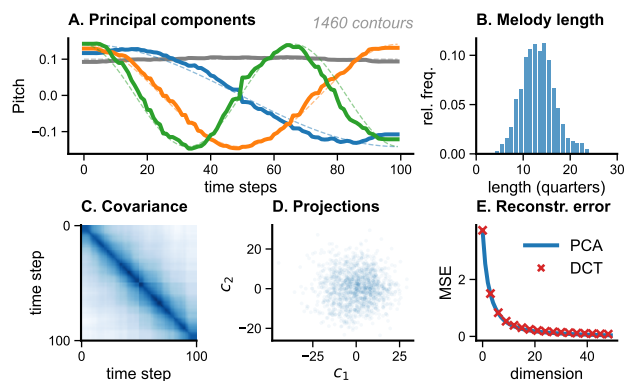 A. Principal components
1460 contours
Pitch
0.1
0.0
−0.1
0 20 40 60 80 100
time steps
B. Melody length
rel. freq.
0.10
0.05
0.00
0 10 20 30
length (quarters)
C. Covariance
time step
0
100
0 100
time step
D. Projections
c2
20
0
−20
−25 0 25
c1
E. Reconstr. error
MSE
2
0
PCA
DCT
0 20 40
dimension